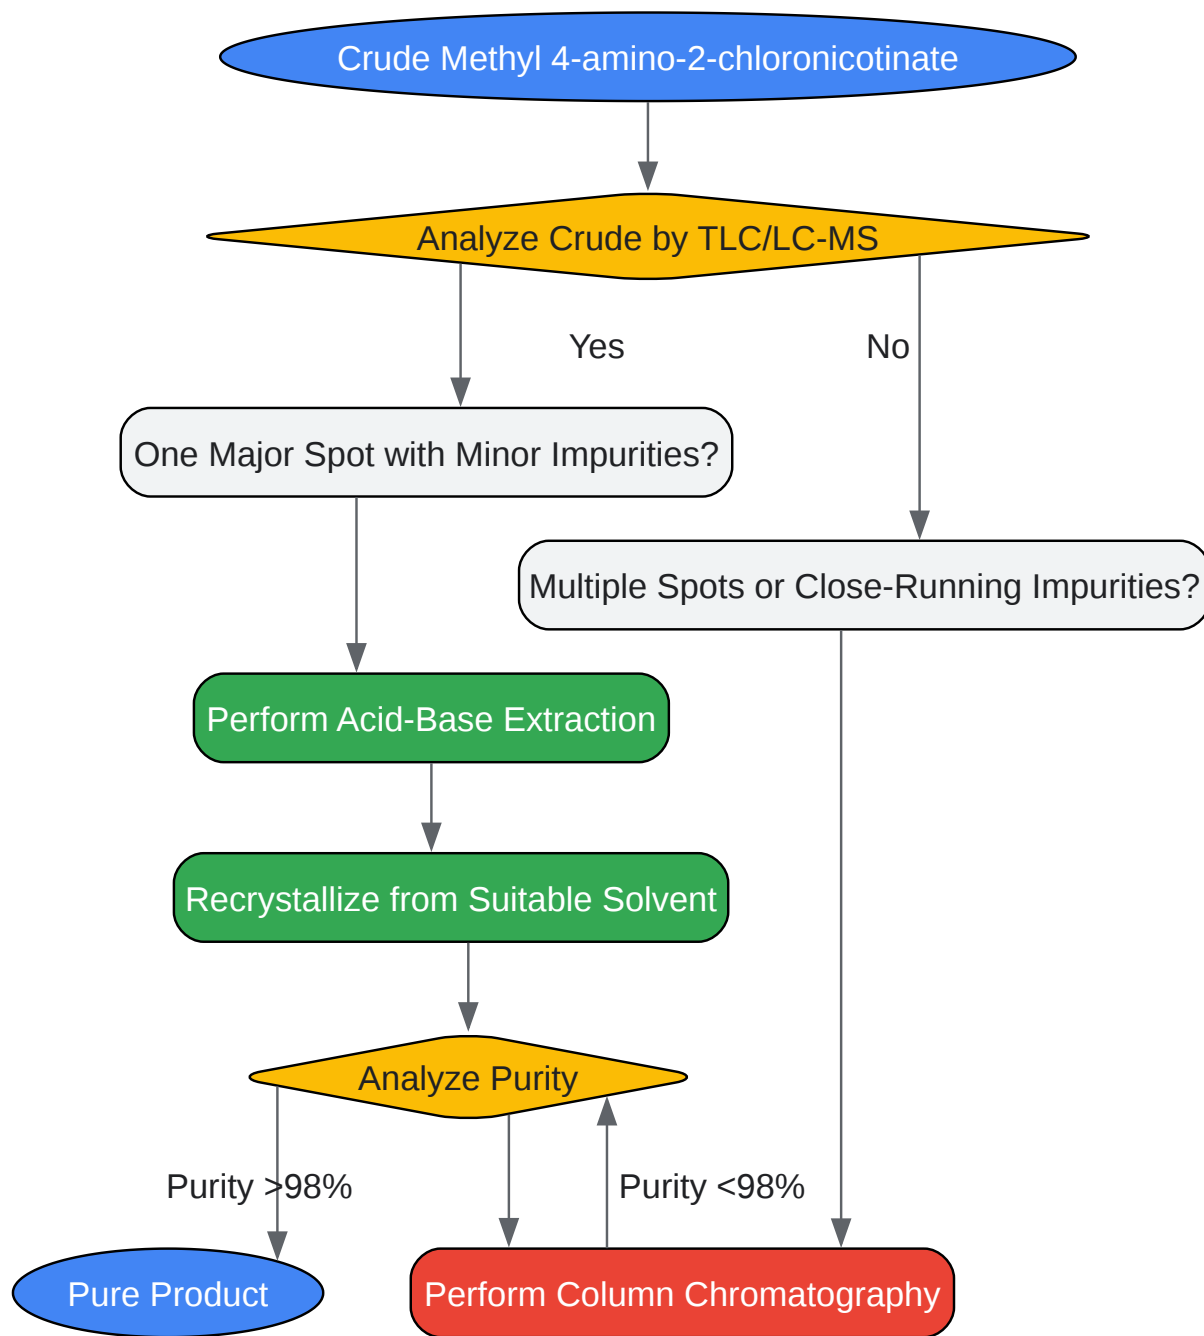 Crude Methyl 4-amino-2-chloronicotinate
Analyze Crude by TLC/LC-MS
Yes
No
One Major Spot with Minor Impurities?
Multiple Spots or Close-Running Impurities?
Perform Acid-Base Extraction
Recrystallize from Suitable Solvent
Analyze Purity
Purity >98%
Purity <98%
Pure Product
Perform Column Chromatography